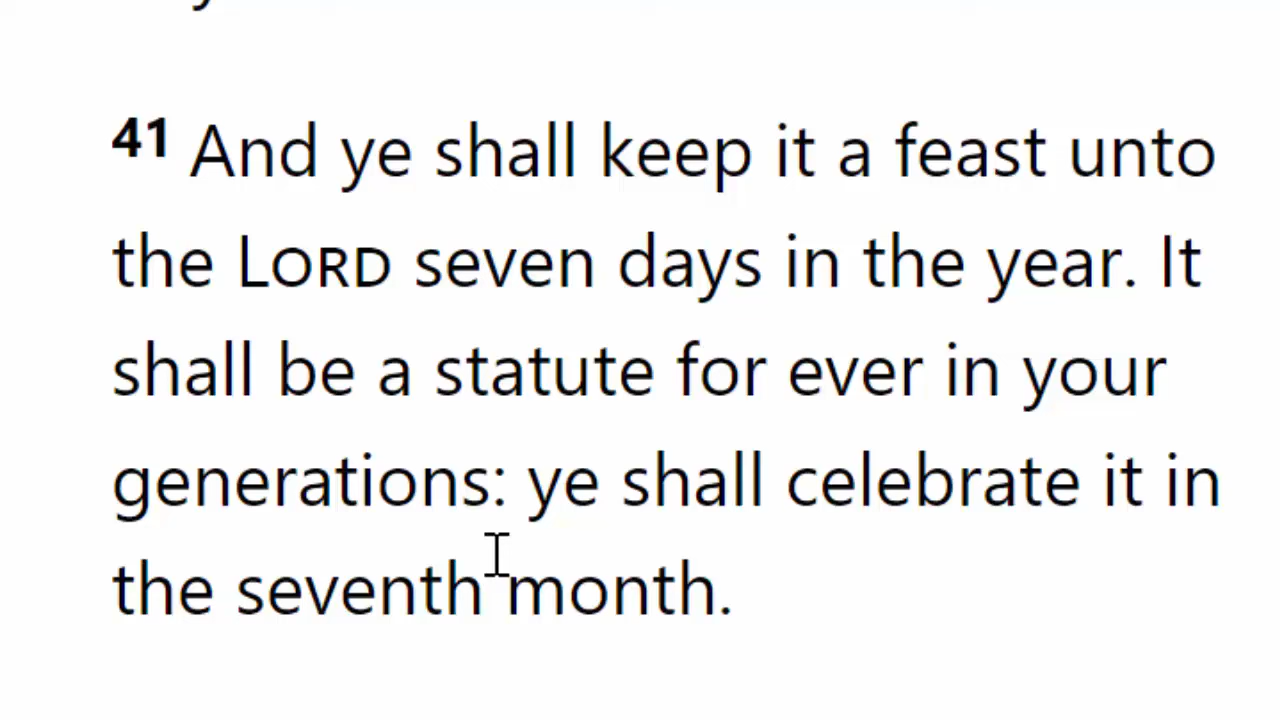 41 And ye shall keep it a feast unto
the LORD seven days in the year. It
shall be a statute for ever in your
generations: ye shall celebrate it in
the seventh month.